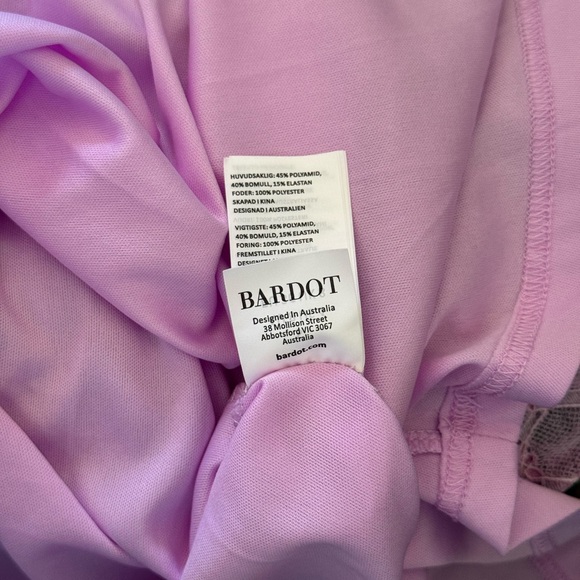 HUVUDSAKLIG: 45% POLYAMID,
40% BOMULL, 15% ELASTAN
FODER: 100% POLYESTER
SKAPAD I KINA
DESIGNAD I AUSTRALIEN
VIGTIGSTE: 45% POLYAMID,
40% BOMULD, 15% ELASTAN
FORING: 100% POLYESTER
FREMSTILLET I KINA
BARDOT
Designed In Australia
38 Mollison Street
Abbotsford VIC 3067
Australia
bardot.com